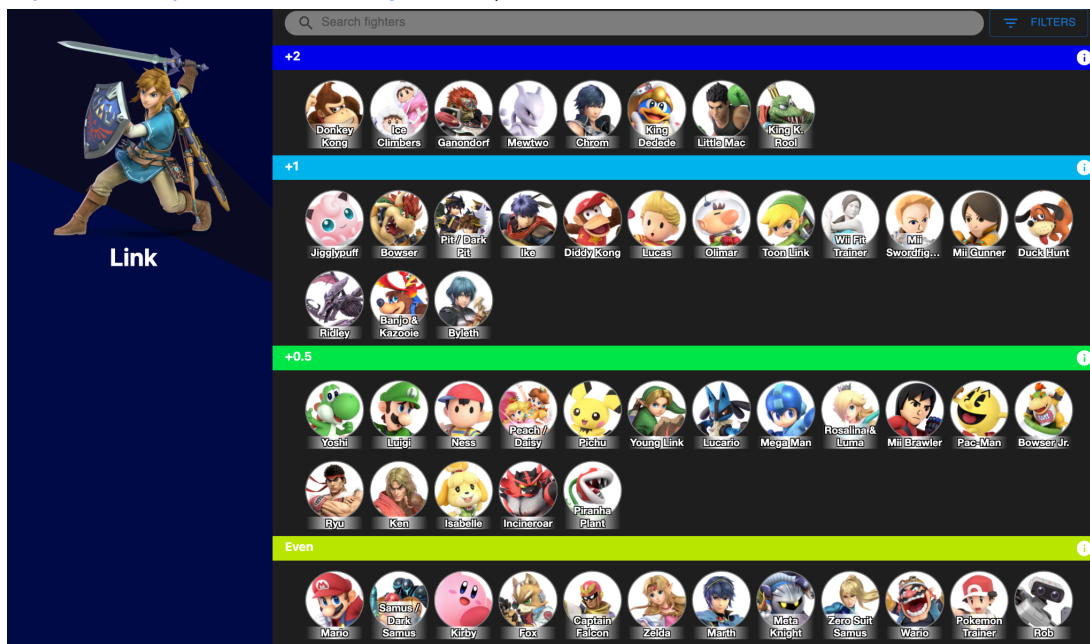 Search fighters
FILTERS
+2
Donkey Kong
Ice Climbers
Ganondorf
Mewtwo
Chrom
King Dedede
Little Mac
King K. Rool
+1
Jigglypuff
Bowser
Pit / Dark Pit
Ike
Diddy Kong
Lucas
Olimar
Toon Link
Wii Fit Trainer
Mii Swordfig...
Mii Gunner
Duck Hunt
Link
Ridley
Banjo & Kazooie
Byleth
+0.5
Yoshi
Luigi
Ness
Peach / Daisy
Pichu
Young Link
Lucario
Mega Man
Rosalina & Luma
Mii Brawler
Pac-Man
Bowser Jr.
Ryu
Ken
Isabelle
Incineroar
Piranha Plant
Even
Mario
Samus / Dark Samus
Kirby
Fox
Captain Falcon
Zelda
Marth
Meta Knight
Zero Suit Samus
Wario
Pokemon Trainer
Rob